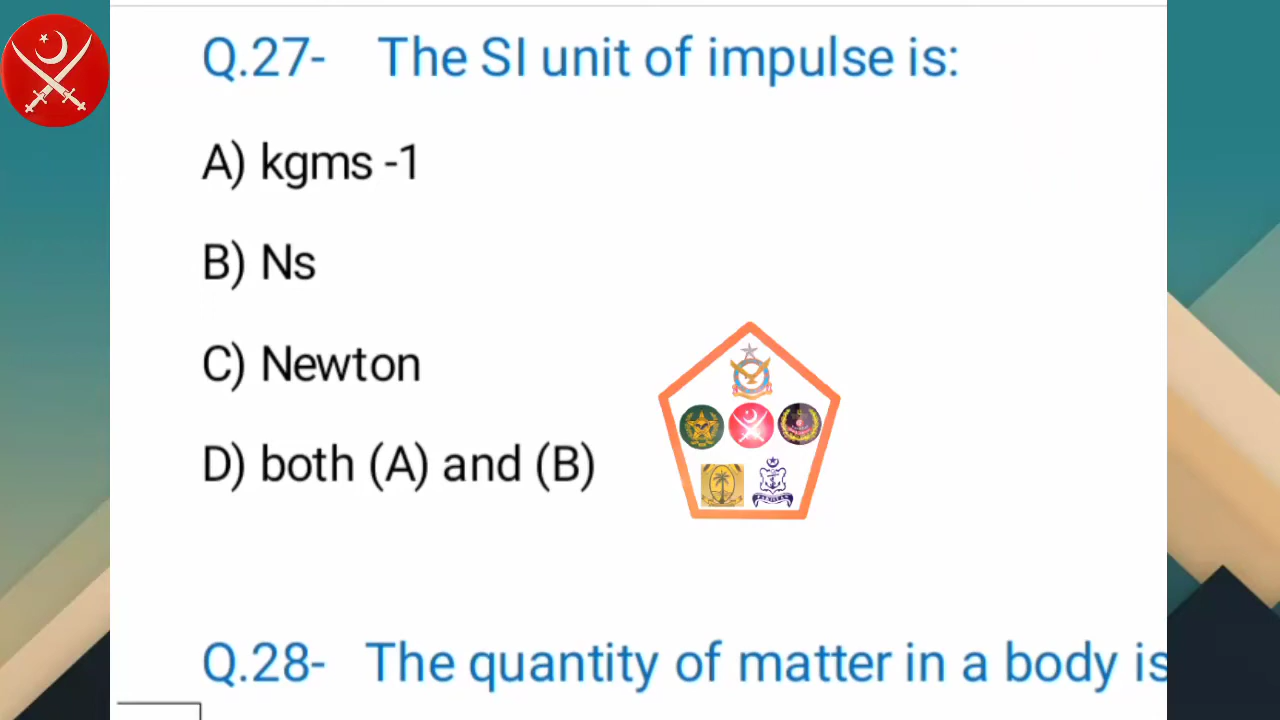 Q.27- The SI unit of impulse is:
A) kgms -1
B) Ns
C) Newton
D) both (A) and (B)
Q.28- The quantity of matter in a body is